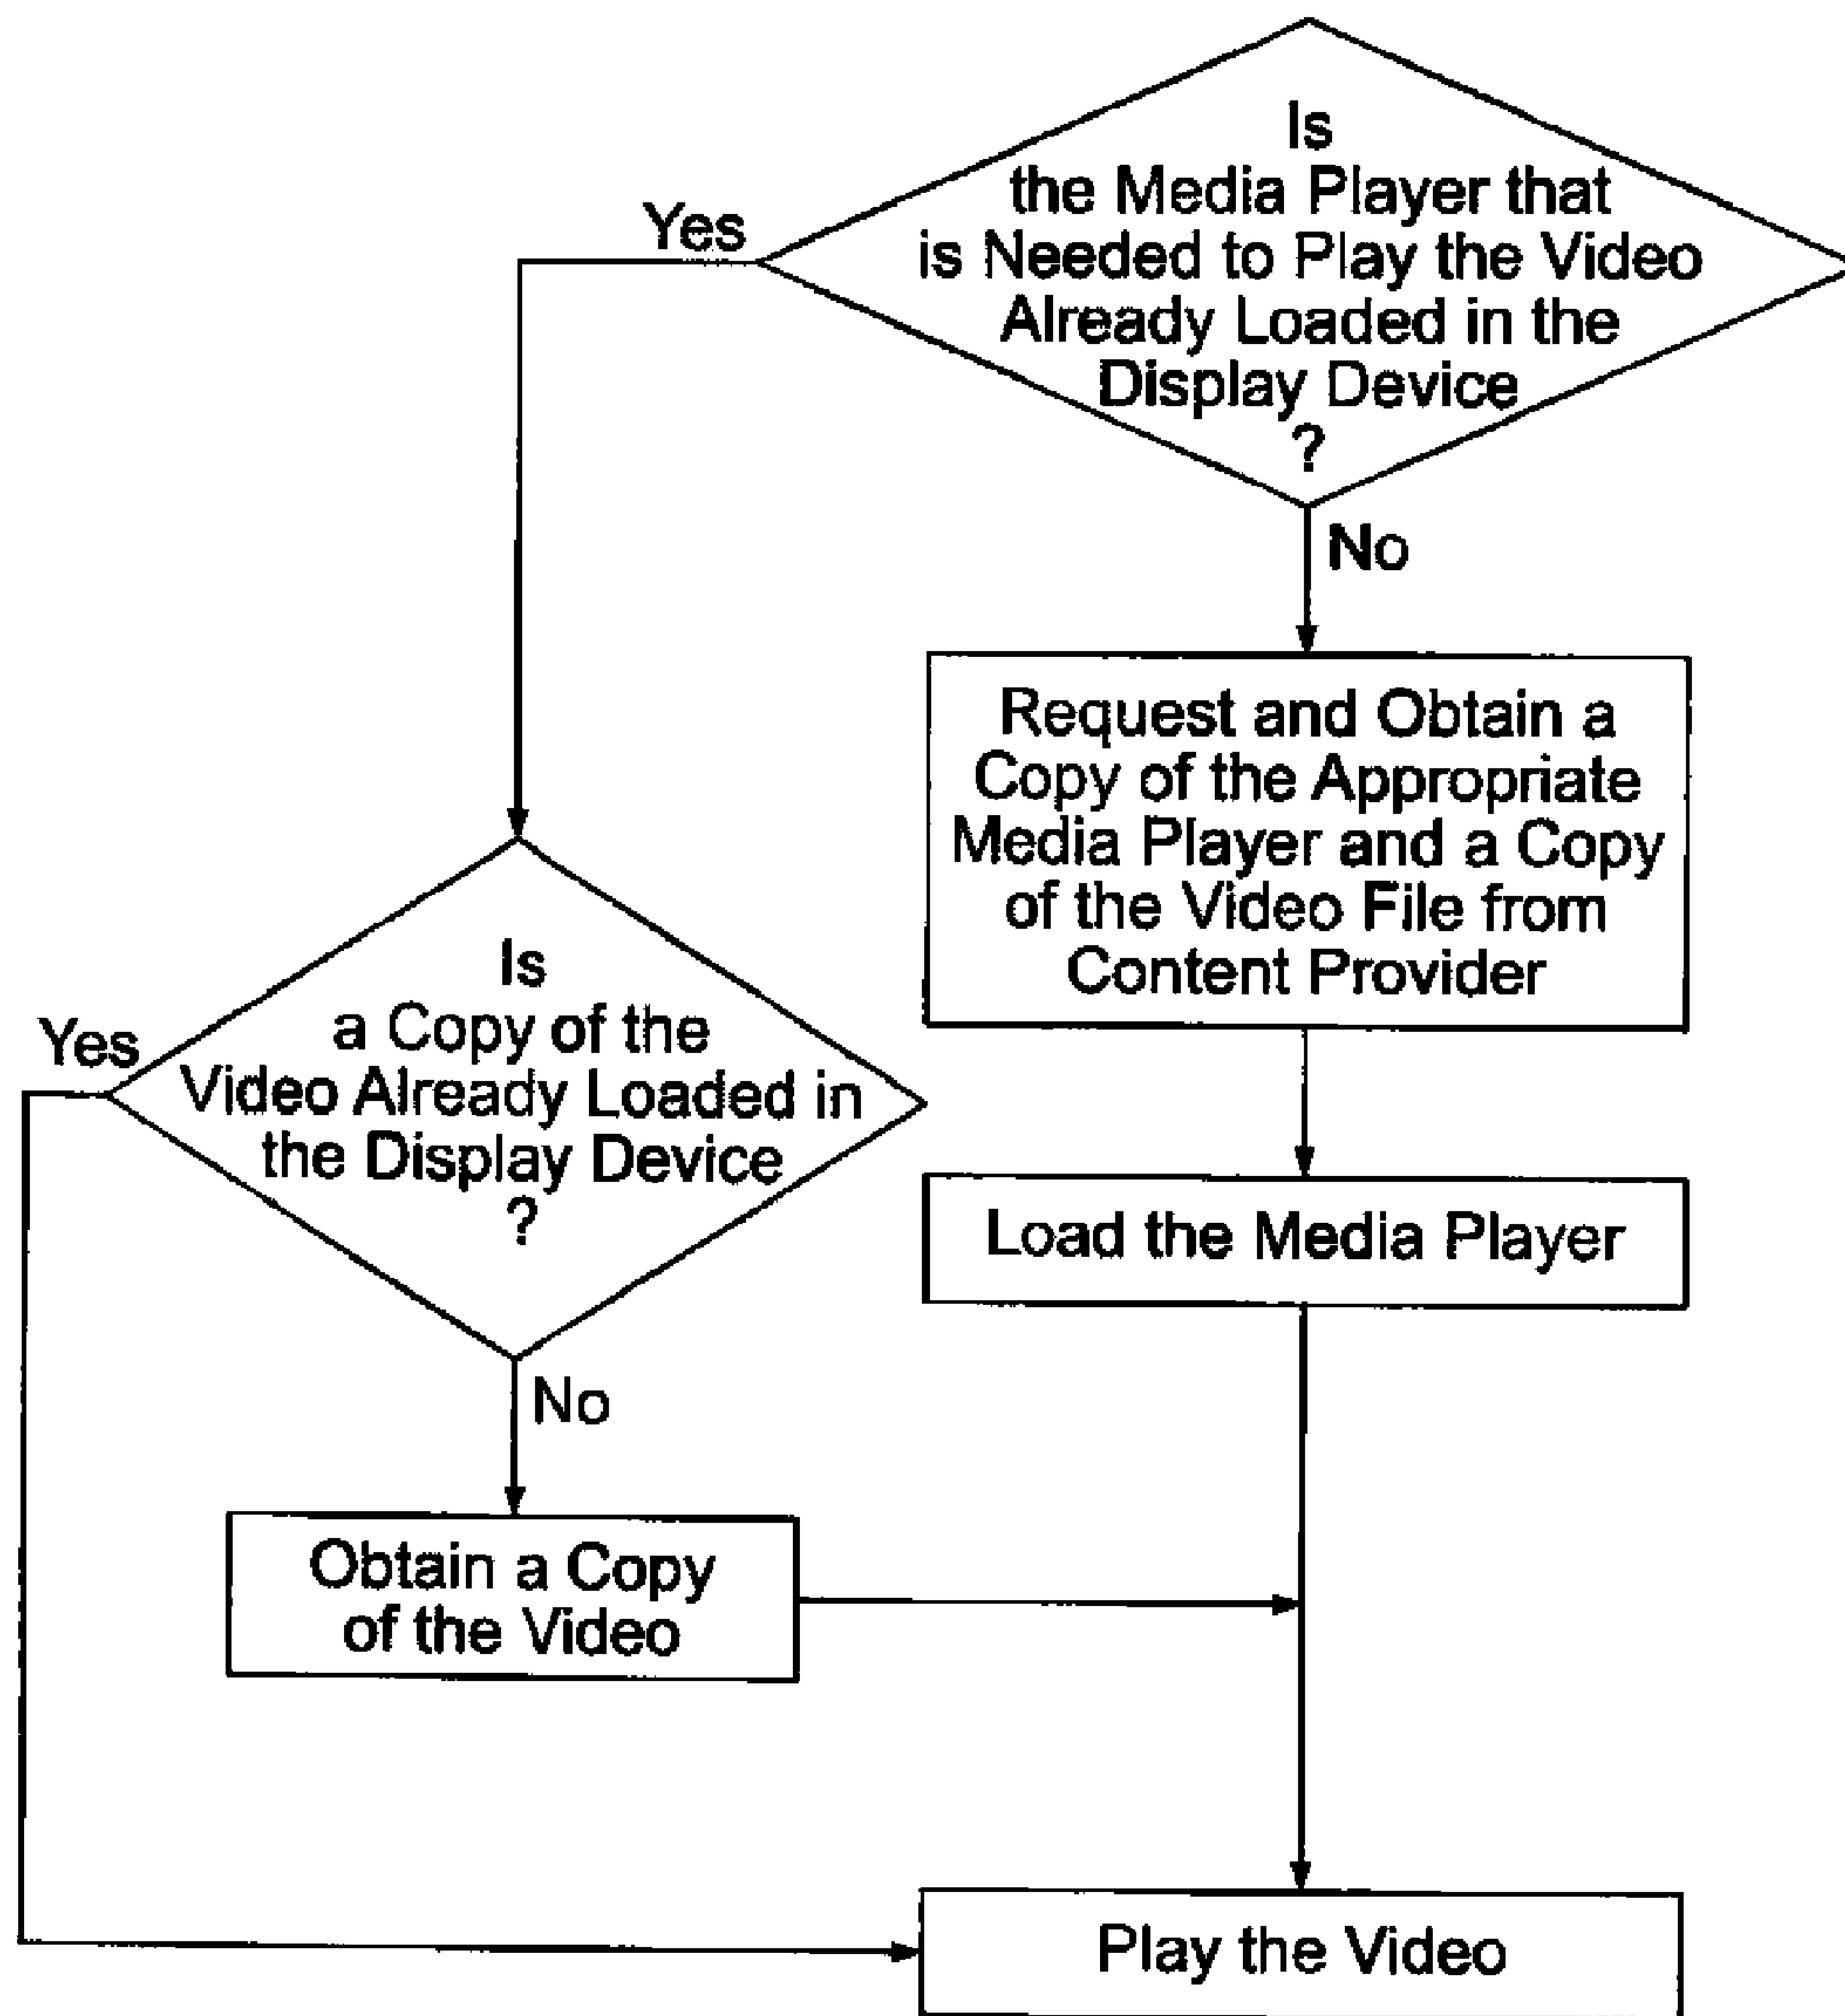 Is
the Media Player that
is Needed to Play the Video
Already Loaded in the
Display Device
?
Yes
No
Request and Obtain a
Copy of the Appropriate
Media Player and a Copy
of the Video File from
Content Provider
Is
a Copy of the
Video Already Loaded in
the Display Device
?
Yes
No
Load the Media Player
Obtain a Copy
of the Video
Play the Video